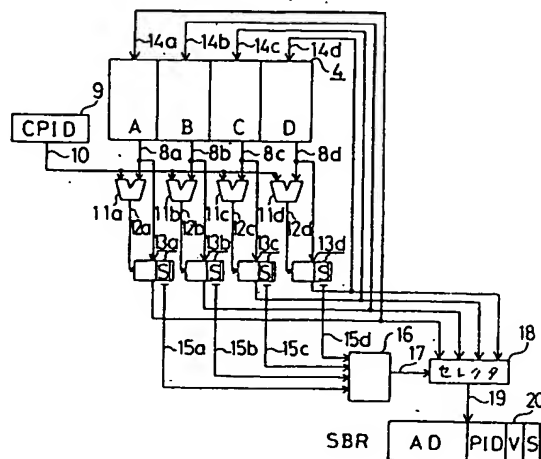 14a 14b 14c 14d
4
9
CPID
A B C D
10
8a 8b 8c 8d
11a 11b 11c 11d
12a 12b 12c 12d
13a 13b 13c 13d
S S S S
15a 15b 15c 15d
16
17
18
セレクタ
19
20
SBR AD PID V S